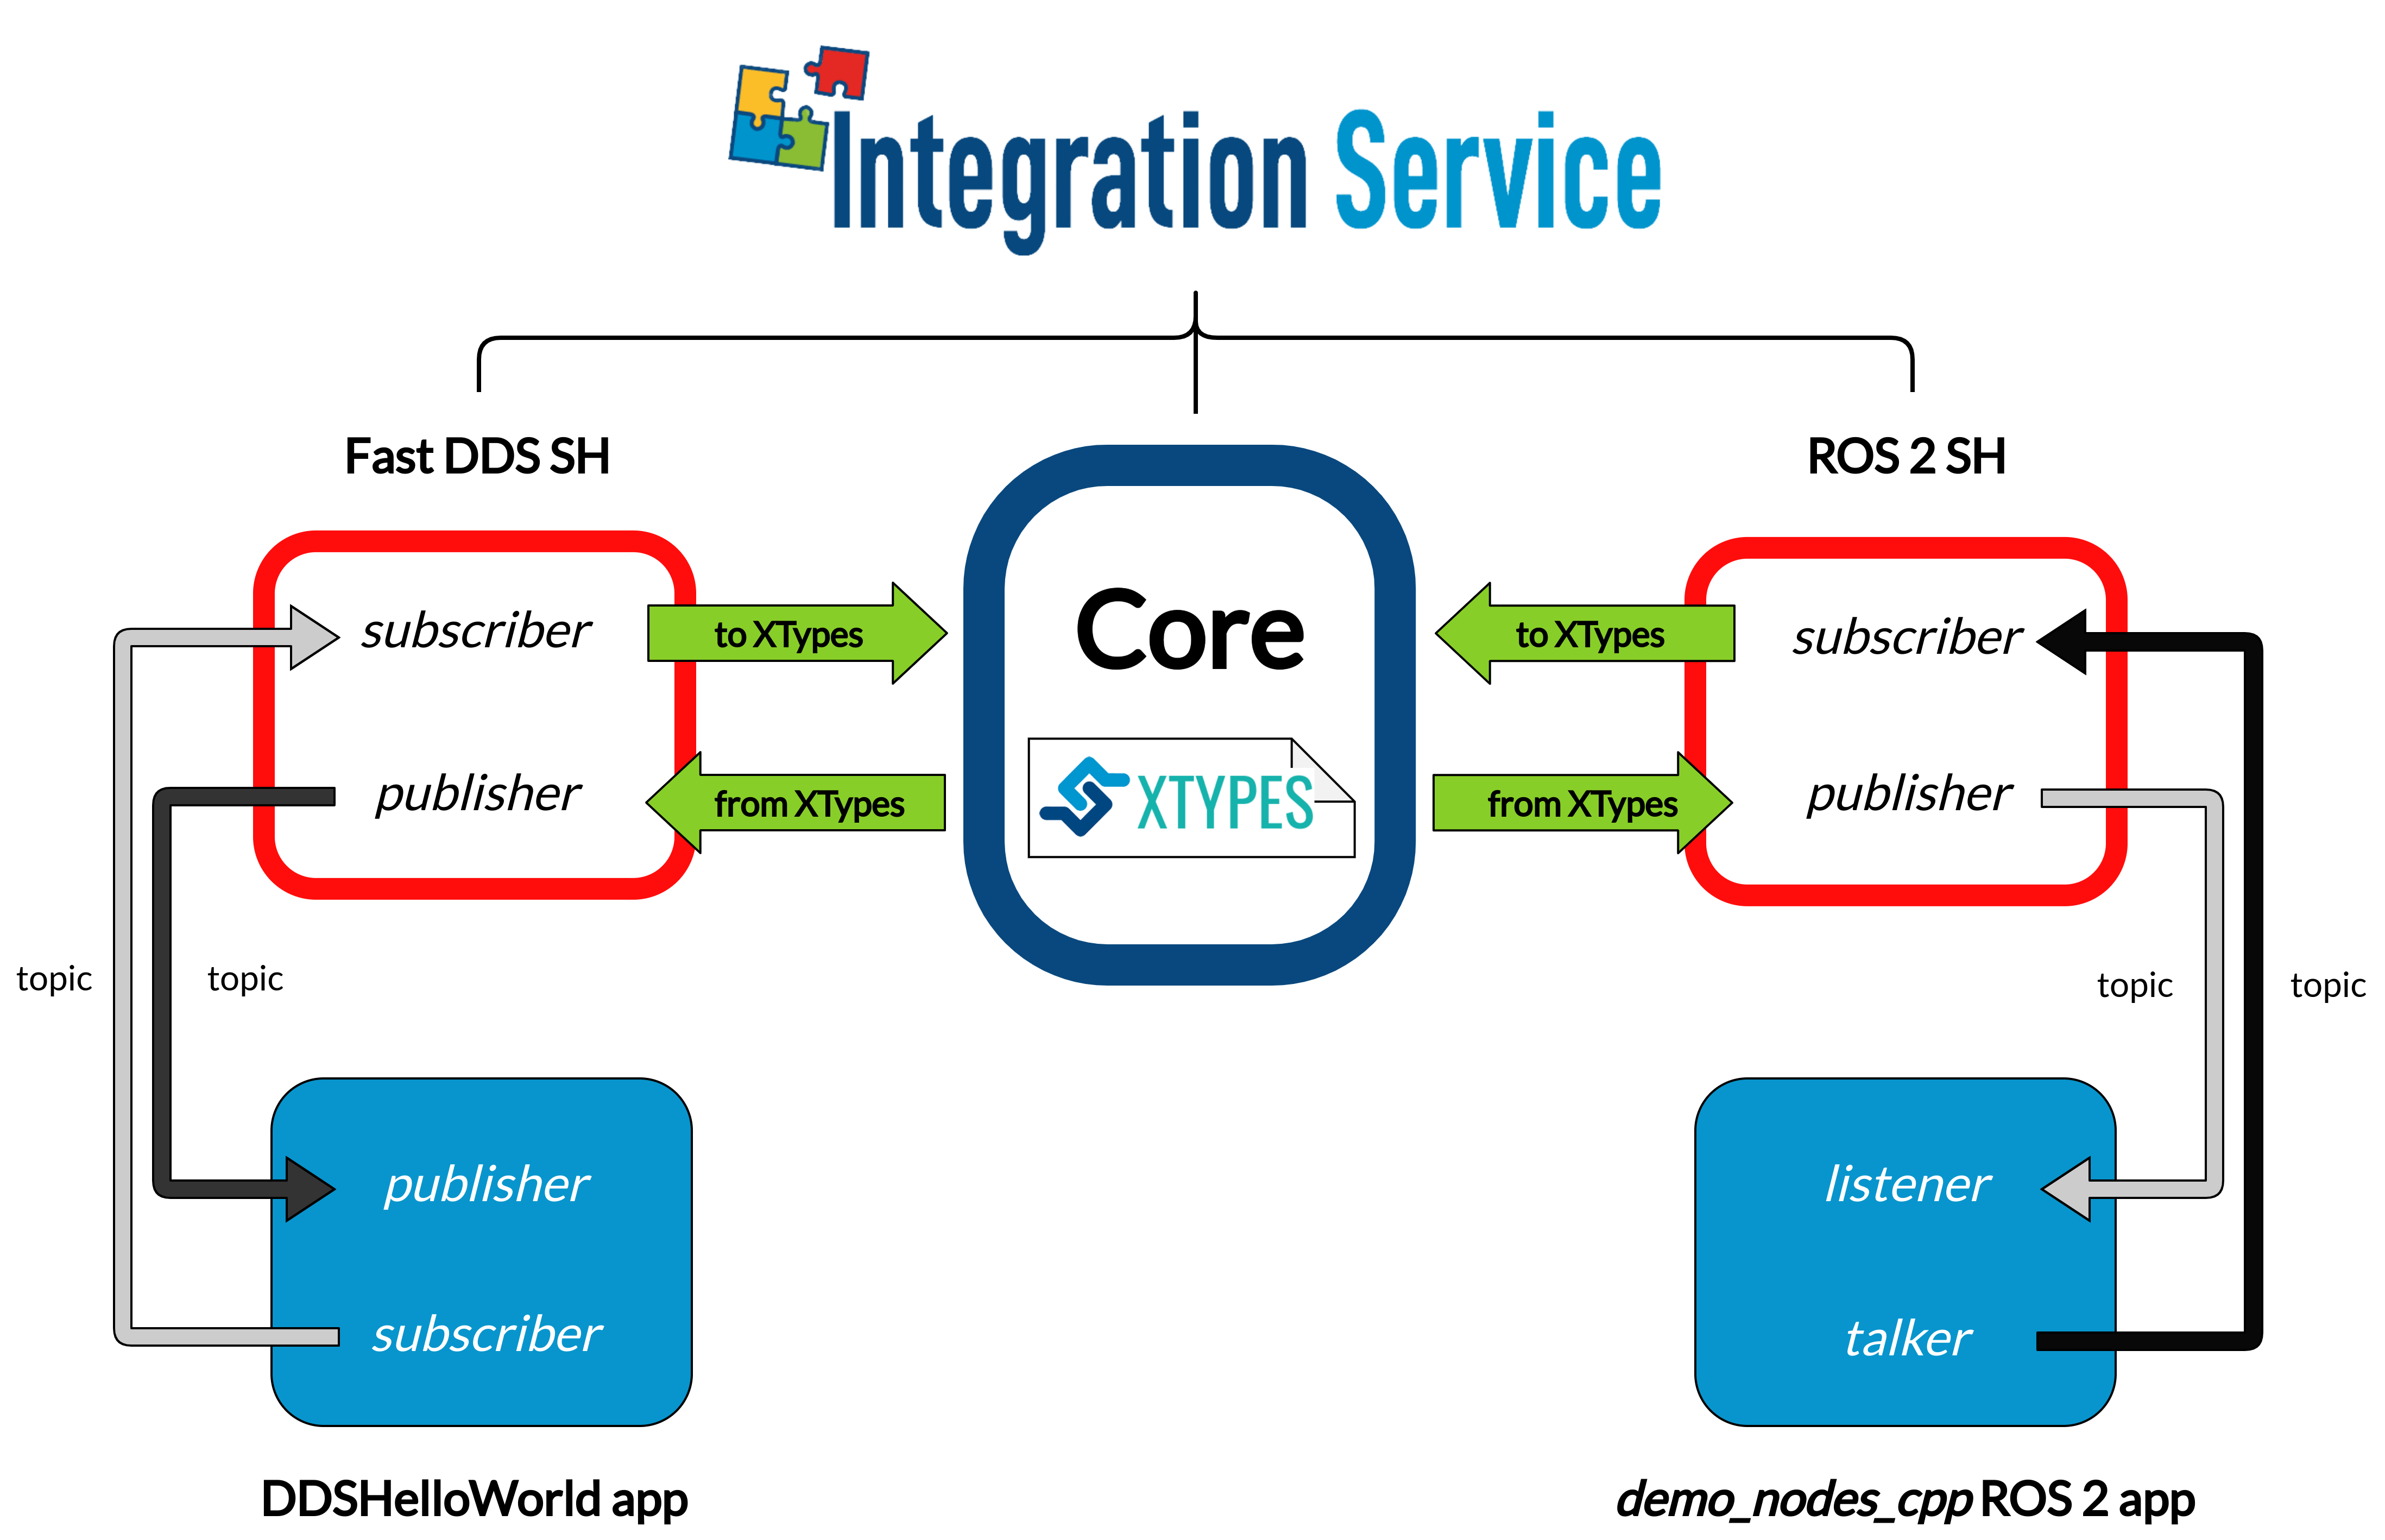 Integration Service
Fast DDS SH
ROS 2 SH
subscriber
to XTypes
Core
to XTypes
subscriber
publisher
from XTypes
XTYPES
from XTypes
publisher
topic
topic
topic
topic
publisher
listener
subscriber
talker
DDSHelloWorld app
demo_nodes_cpp ROS 2 app